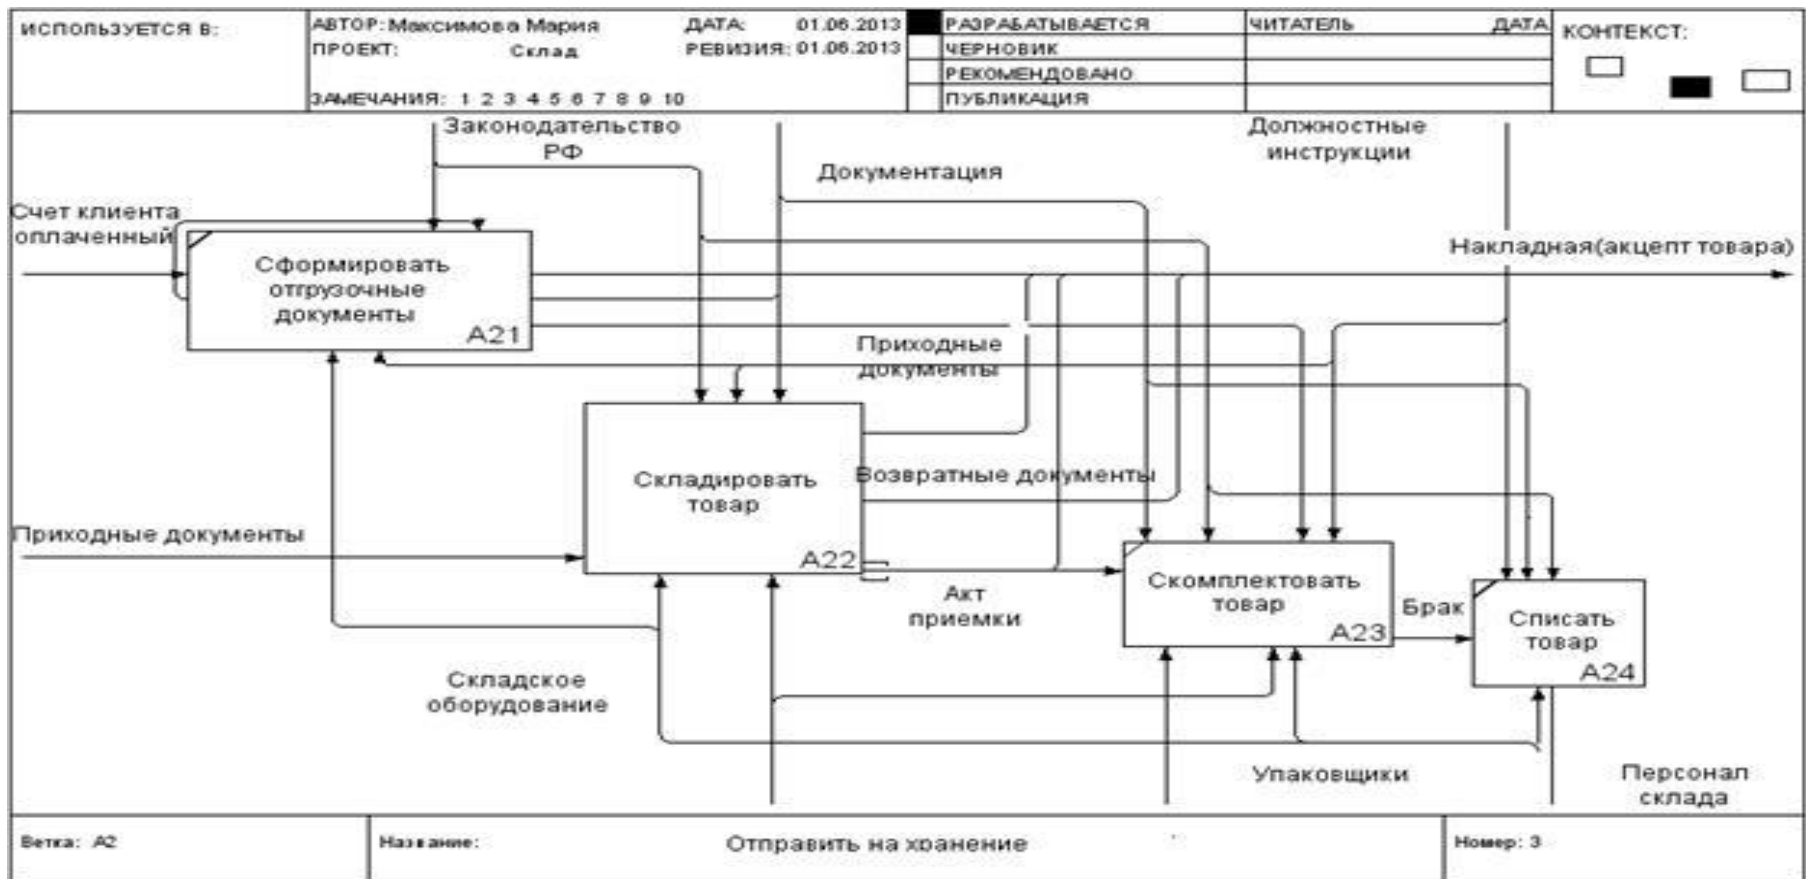 ИСПОЛЬЗУЕТСЯ В:
АВТОР: Максимова Мария
ДАТА: 01.06.2013
ПРОЕКТ: Склад
РЕВИЗИЯ: 01.06.2013
ЗАМЕЧАНИЯ: 1 2 3 4 5 6 7 8 9 10
РАЗРАБАТЫВАЕТСЯ
ЧЕРНОВИК
РЕКОМЕНДОВАНО
ПУБЛИКАЦИЯ
ЧИТАТЕЛЬ
ДАТА
КОНТЕКСТ:
Законодательство
РФ
Документация
Должностные
инструкции
Счет клиента
оплаченный
Накладная(акцепт товара)
Сформировать
отгрузочные
документы
A21
Приходные
документы
Складировать
товар
A22
Возвратные документы
Приходные документы
Акт
приемки
Скомплектовать
товар
A23
Брак
Списать
товар
A24
Складское
оборудование
Упаковщики
Персонал
склада
Ветка: A2
Название:
Отправить на хранение
Номер: 3